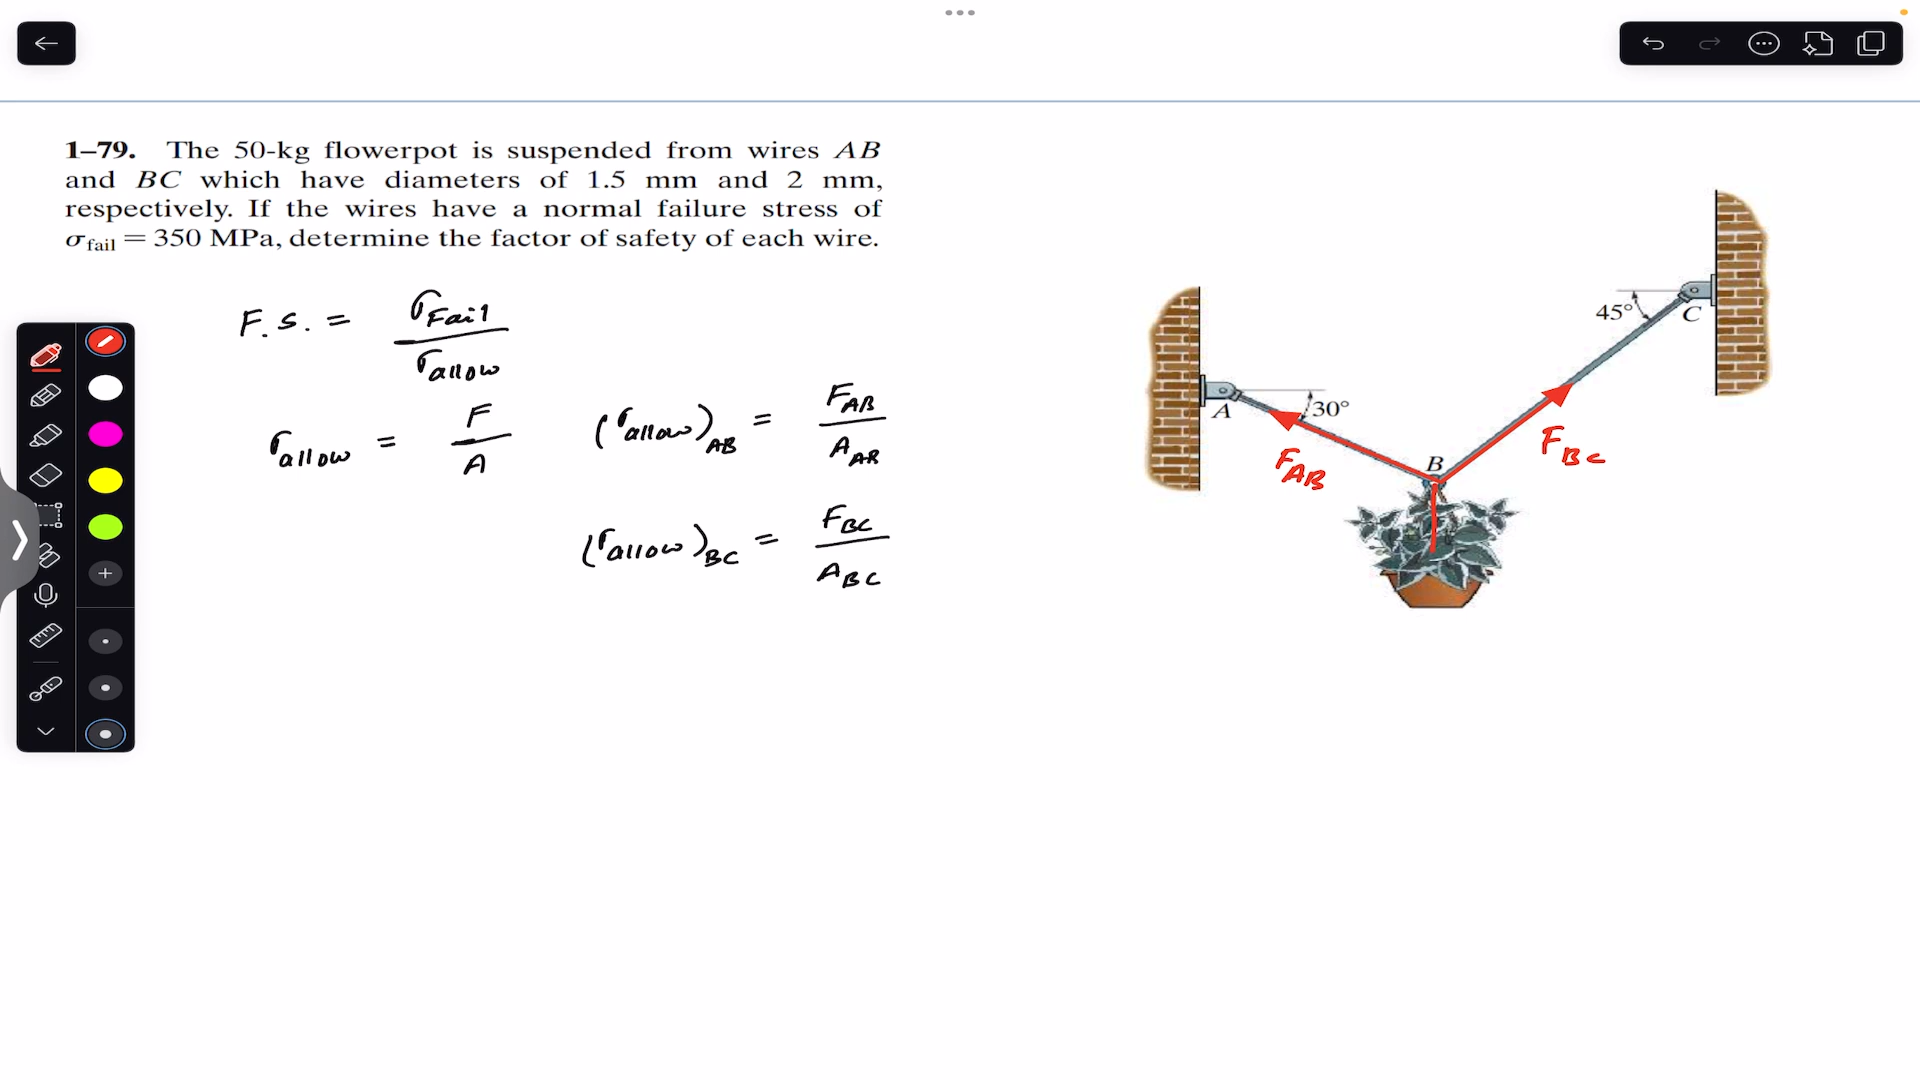 1–79. The 50-kg flowerpot is suspended from wires AB
and BC which have diameters of 1.5 mm and 2 mm,
respectively. If the wires have a normal failure stress of
σfail = 350 MPa, determine the factor of safety of each wire.
F.S. = σFail / σallow
σallow = F / A
(σallow)AB = FAB / AAB
(σallow)BC = FBC / ABC
45°
C
A
30°
B
FAB
FBC